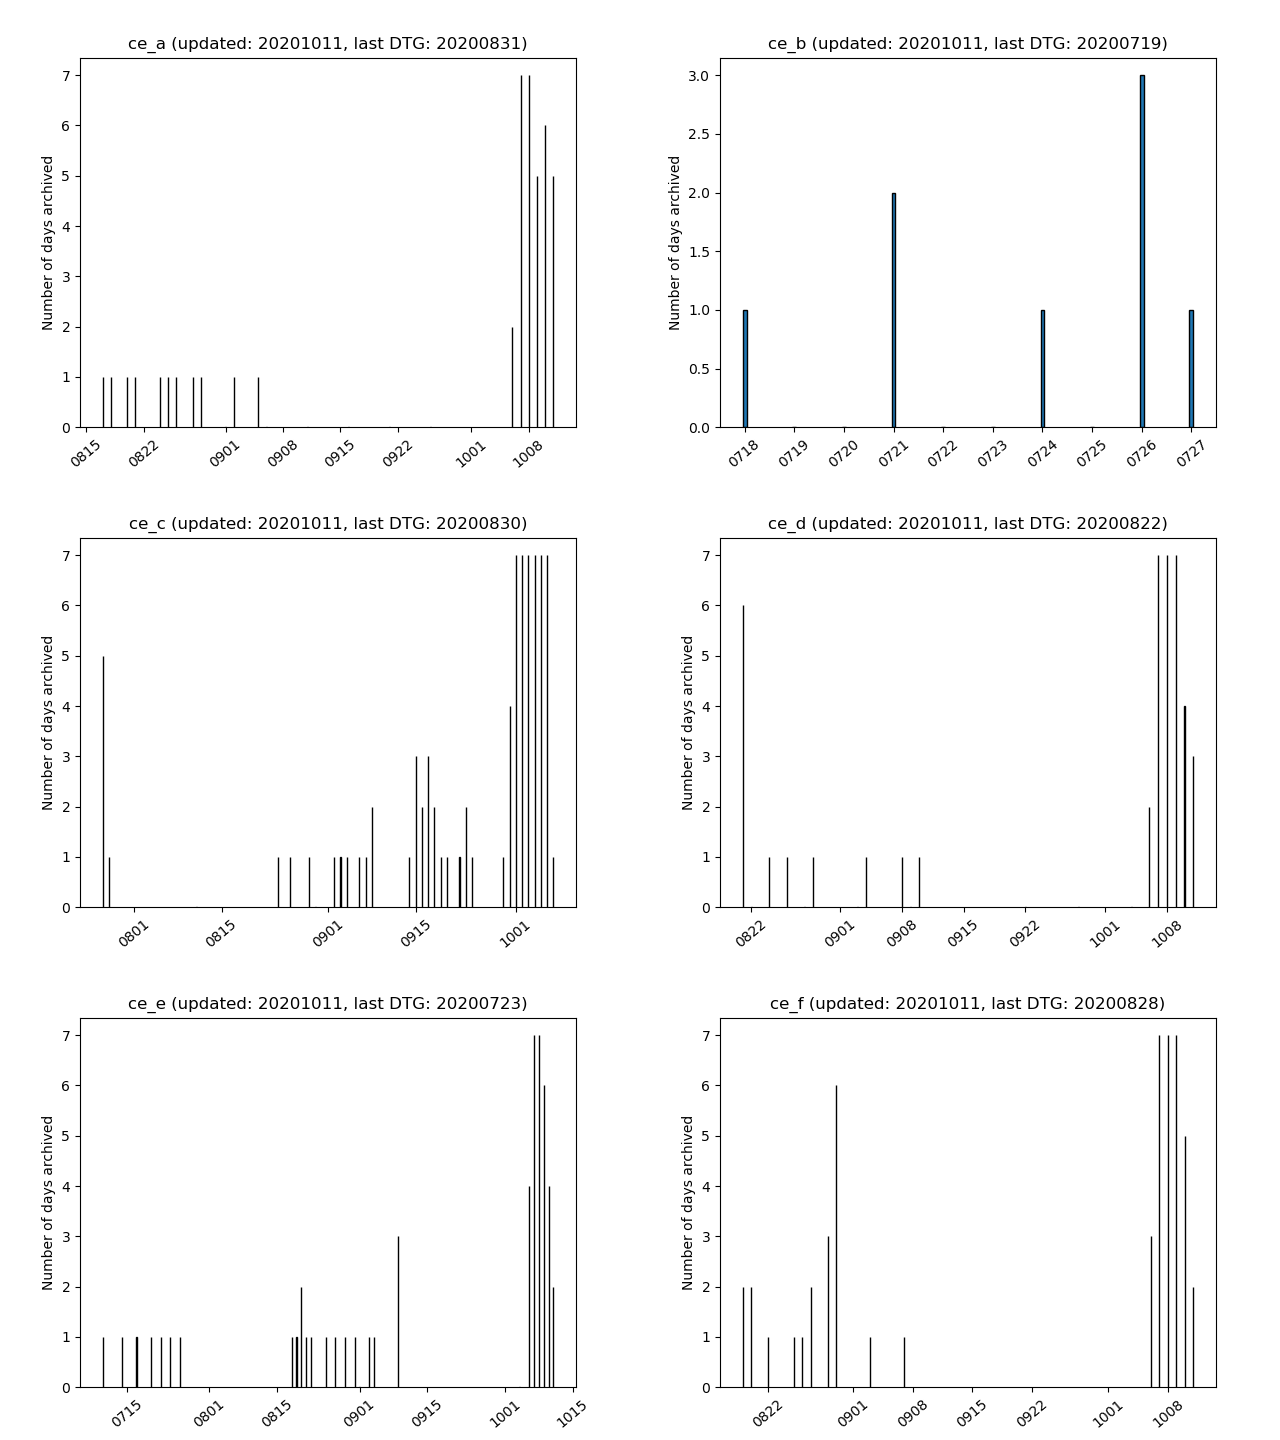 ce_a (updated: 20201011, last DTG: 20200831)
Number of days archived
7
6
5
4
3
2
1
0
0815 0822 0901 0908 0915 0922 1001 1008
ce_b (updated: 20201011, last DTG: 20200719)
Number of days archived
3.0
2.5
2.0
1.5
1.0
0.5
0.0
0718 0719 0720 0721 0722 0723 0724 0725 0726 0727
ce_c (updated: 20201011, last DTG: 20200830)
Number of days archived
7
6
5
4
3
2
1
0
0801 0815 0901 0915 1001
ce_d (updated: 20201011, last DTG: 20200822)
Number of days archived
7
6
5
4
3
2
1
0
0822 0901 0908 0915 0922 1001 1008
ce_e (updated: 20201011, last DTG: 20200723)
Number of days archived
7
6
5
4
3
2
1
0
0715 0801 0815 0901 0915 1001 1015
ce_f (updated: 20201011, last DTG: 20200828)
Number of days archived
7
6
5
4
3
2
1
0
0822 0901 0908 0915 0922 1001 1008